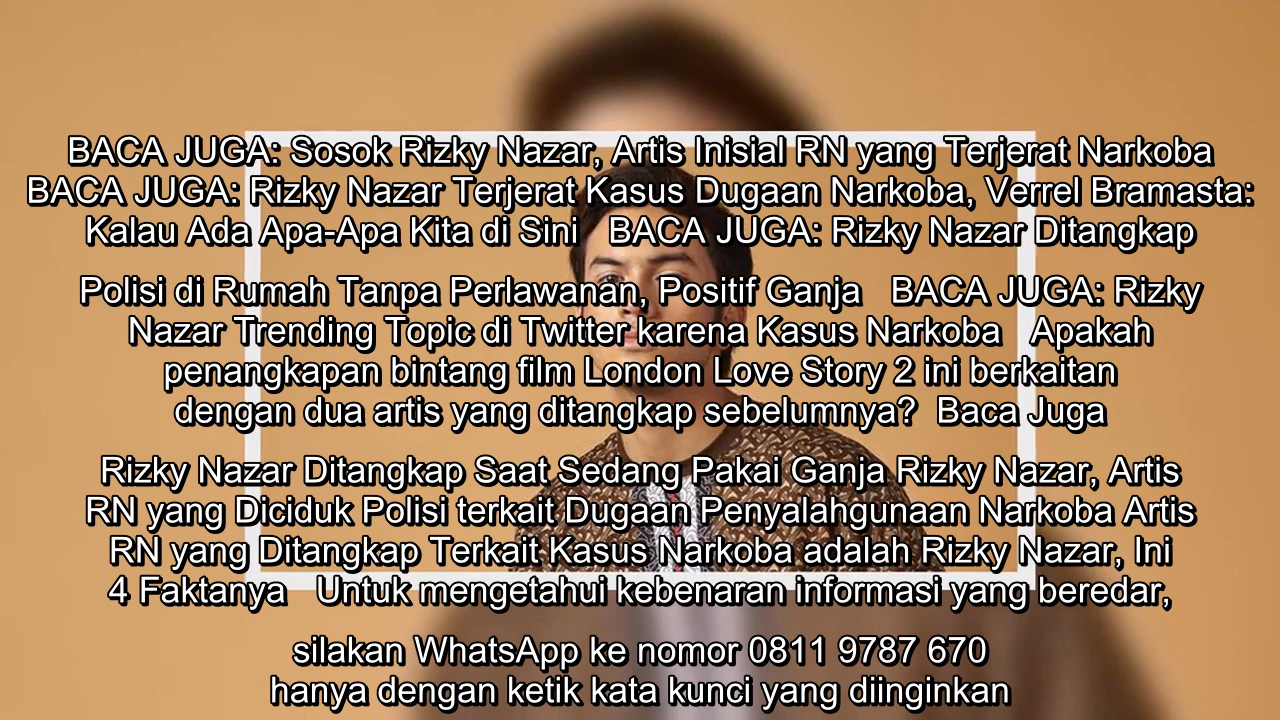 BACA JUGA: Sosok Rizky Nazar, Artis Inisial RN yang Terjerat Narkoba
BACA JUGA: Rizky Nazar Terjerat Kasus Dugaan Narkoba, Verrel Bramasta:
Kalau Ada Apa-Apa Kita di Sini   BACA JUGA: Rizky Nazar Ditangkap
Polisi di Rumah Tanpa Perlawanan, Positif Ganja   BACA JUGA: Rizky
Nazar Trending Topic di Twitter karena Kasus Narkoba   Apakah
penangkapan bintang film London Love Story 2 ini berkaitan
dengan dua artis yang ditangkap sebelumnya?  Baca Juga
Rizky Nazar Ditangkap Saat Sedang Pakai Ganja Rizky Nazar, Artis
RN yang Diciduk Polisi terkait Dugaan Penyalahgunaan Narkoba Artis
RN yang Ditangkap Terkait Kasus Narkoba adalah Rizky Nazar, Ini
4 Faktanya   Untuk mengetahui kebenaran informasi yang beredar,
silakan WhatsApp ke nomor 0811 9787 670
hanya dengan ketik kata kunci yang diinginkan